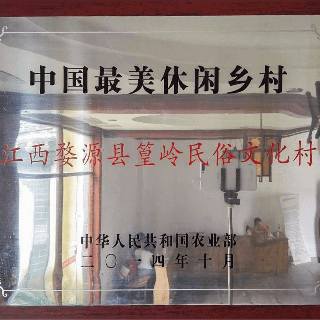 中国最美休闲乡村
江西婺源县篁岭民俗文化村
中华人民共和国农业部
二〇一四年十月